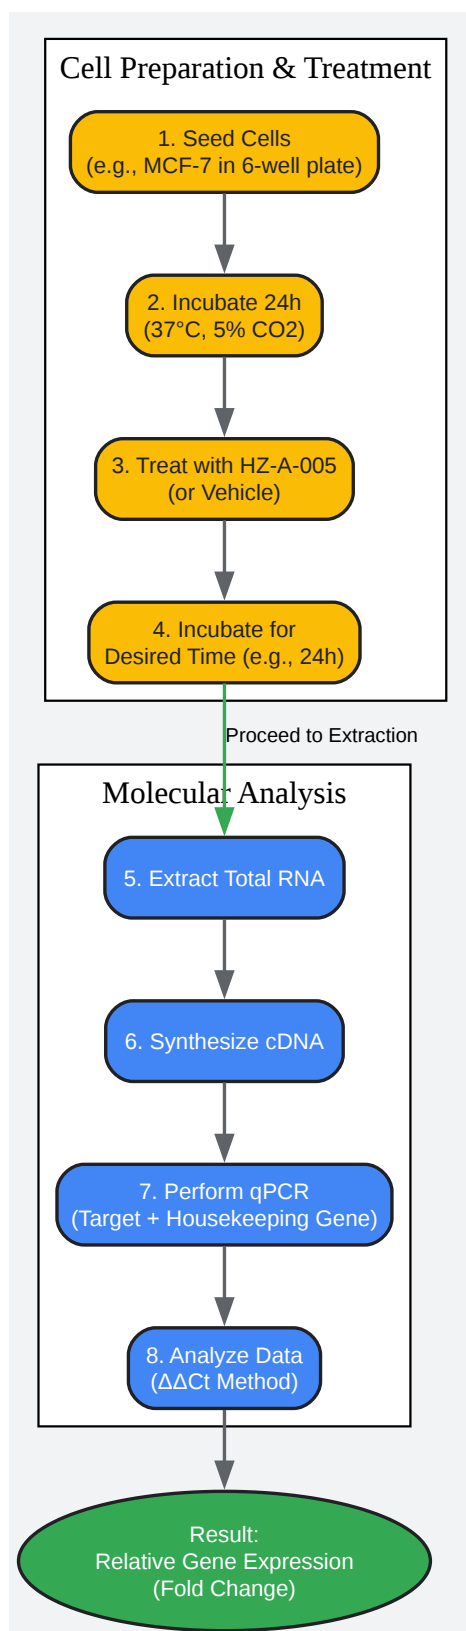 Cell Preparation & Treatment
1. Seed Cells
(e.g., MCF-7 in 6-well plate)
2. Incubate 24h
(37°C, 5% CO2)
3. Treat with HZ-A-005
(or Vehicle)
4. Incubate for
Desired Time (e.g., 24h)
Proceed to Extraction
Molecular Analysis
5. Extract Total RNA
6. Synthesize cDNA
7. Perform qPCR
(Target + Housekeeping Gene)
8. Analyze Data
(ΔΔCt Method)
Result:
Relative Gene Expression
(Fold Change)